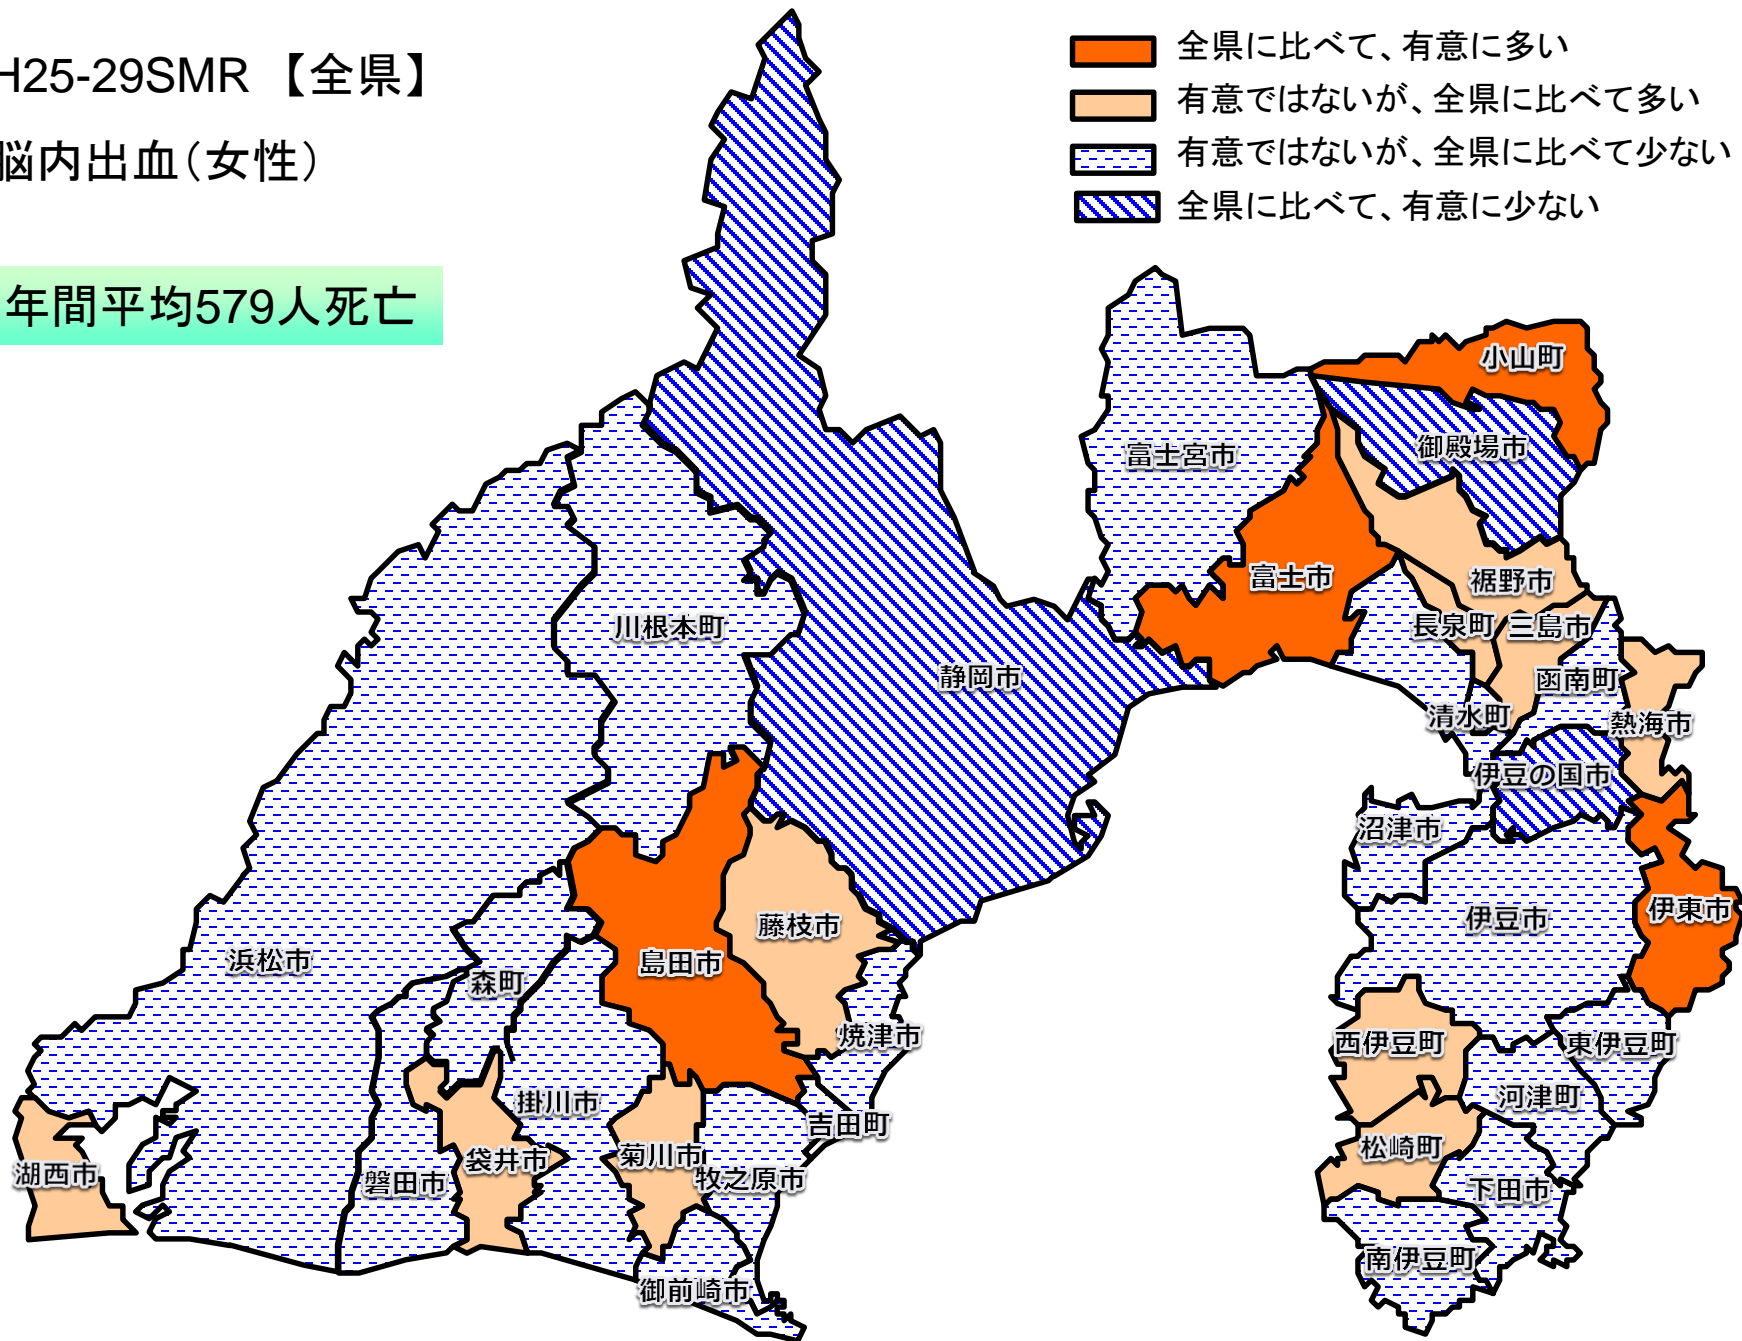 H25-29SMR 【全県】
脳内出血(女性)
年間平均579人死亡
全県に比べて、有意に多い
有意ではないが、全県に比べて多い
有意ではないが、全県に比べて少ない
全県に比べて、有意に少ない
小山町
御殿場市
富士宮市
富士市
裾野市
長泉町
三島市
川根本町
静岡市
函南町
清水町
熱海市
伊豆の国市
沼津市
伊豆市
伊東市
藤枝市
島田市
浜松市
森町
焼津市
西伊豆町
東伊豆町
河津町
掛川市
吉田町
松崎町
菊川市
袋井市
湖西市
磐田市
牧之原市
下田市
南伊豆町
御前崎市